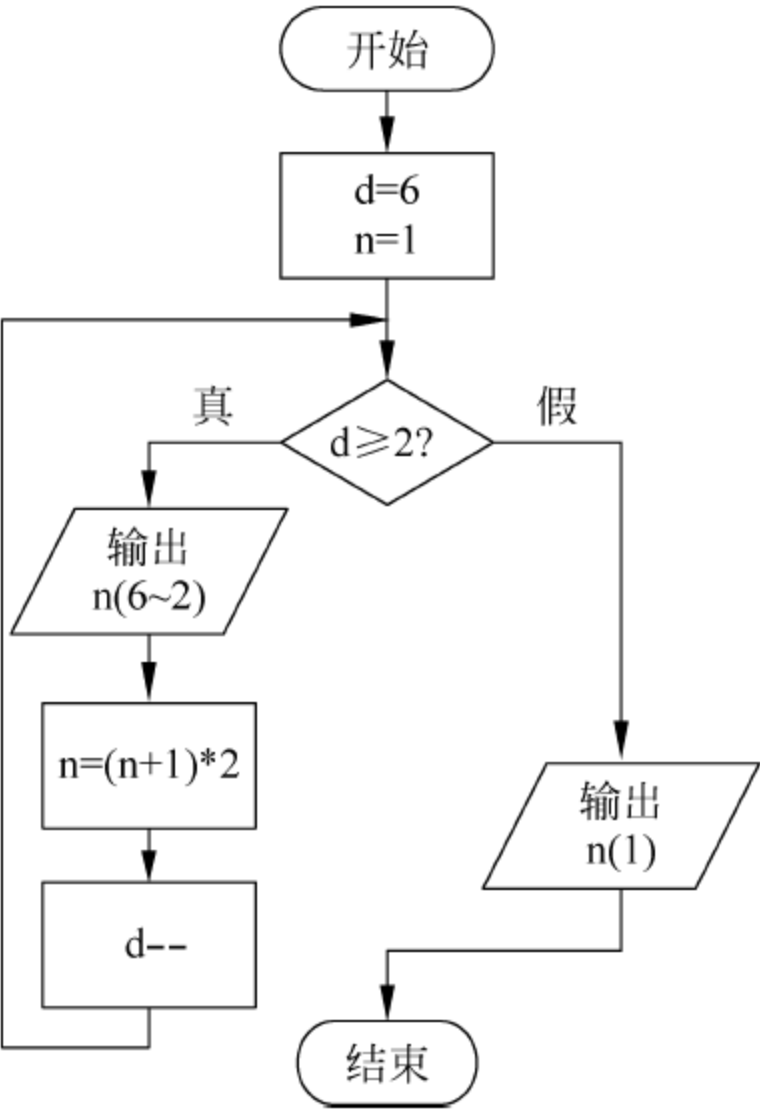 开始
d=6
n=1
真
假
d≥2?
输出
n(6~2)
n=(n+1)*2
输出
n(1)
d--
结束